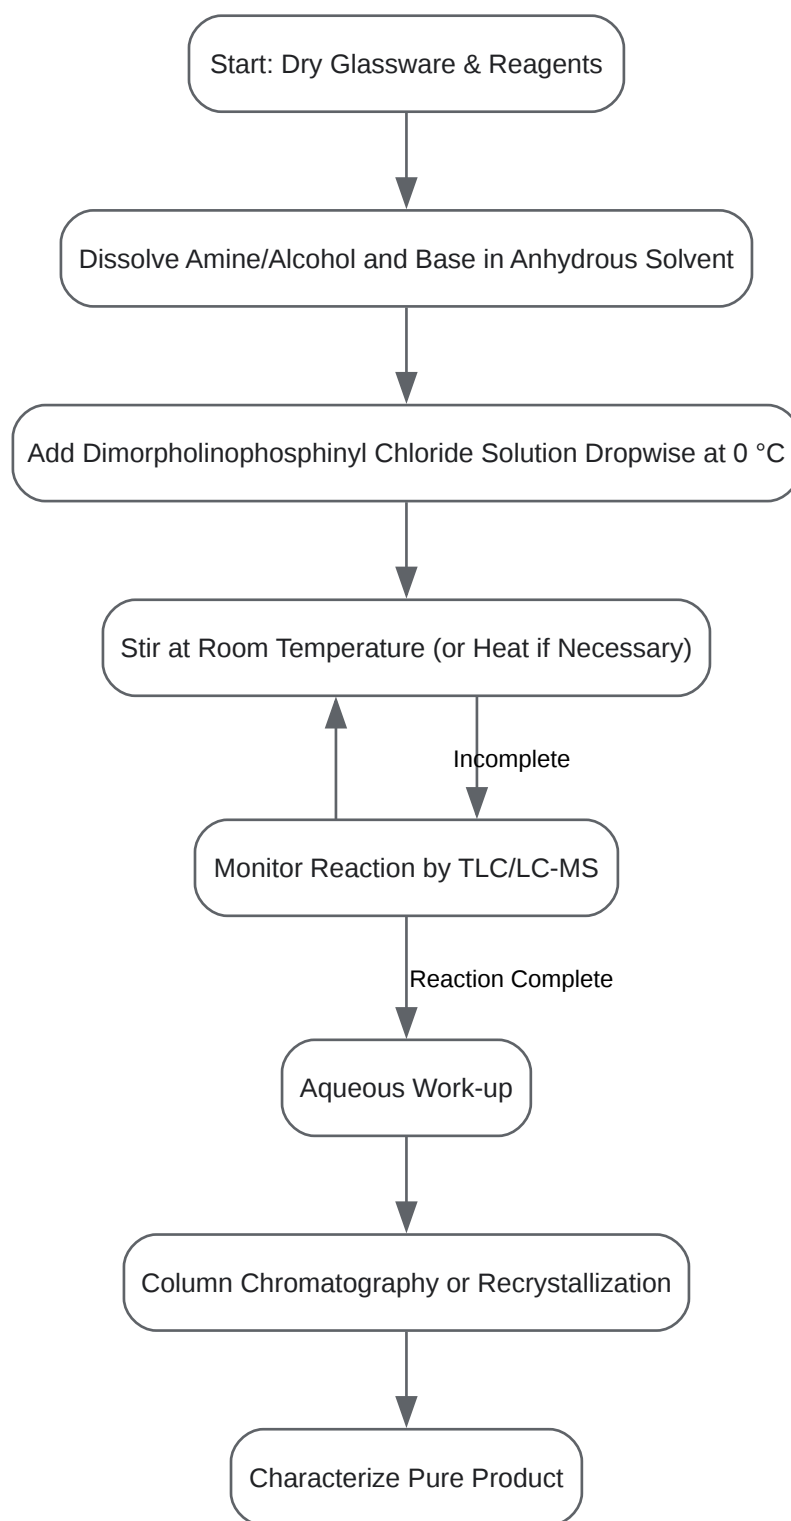 Start: Dry Glassware & Reagents
Dissolve Amine/Alcohol and Base in Anhydrous Solvent
Add Dimorpholinophosphinyl Chloride Solution Dropwise at 0 °C
Stir at Room Temperature (or Heat if Necessary)
Incomplete
Monitor Reaction by TLC/LC-MS
Reaction Complete
Aqueous Work-up
Column Chromatography or Recrystallization
Characterize Pure Product